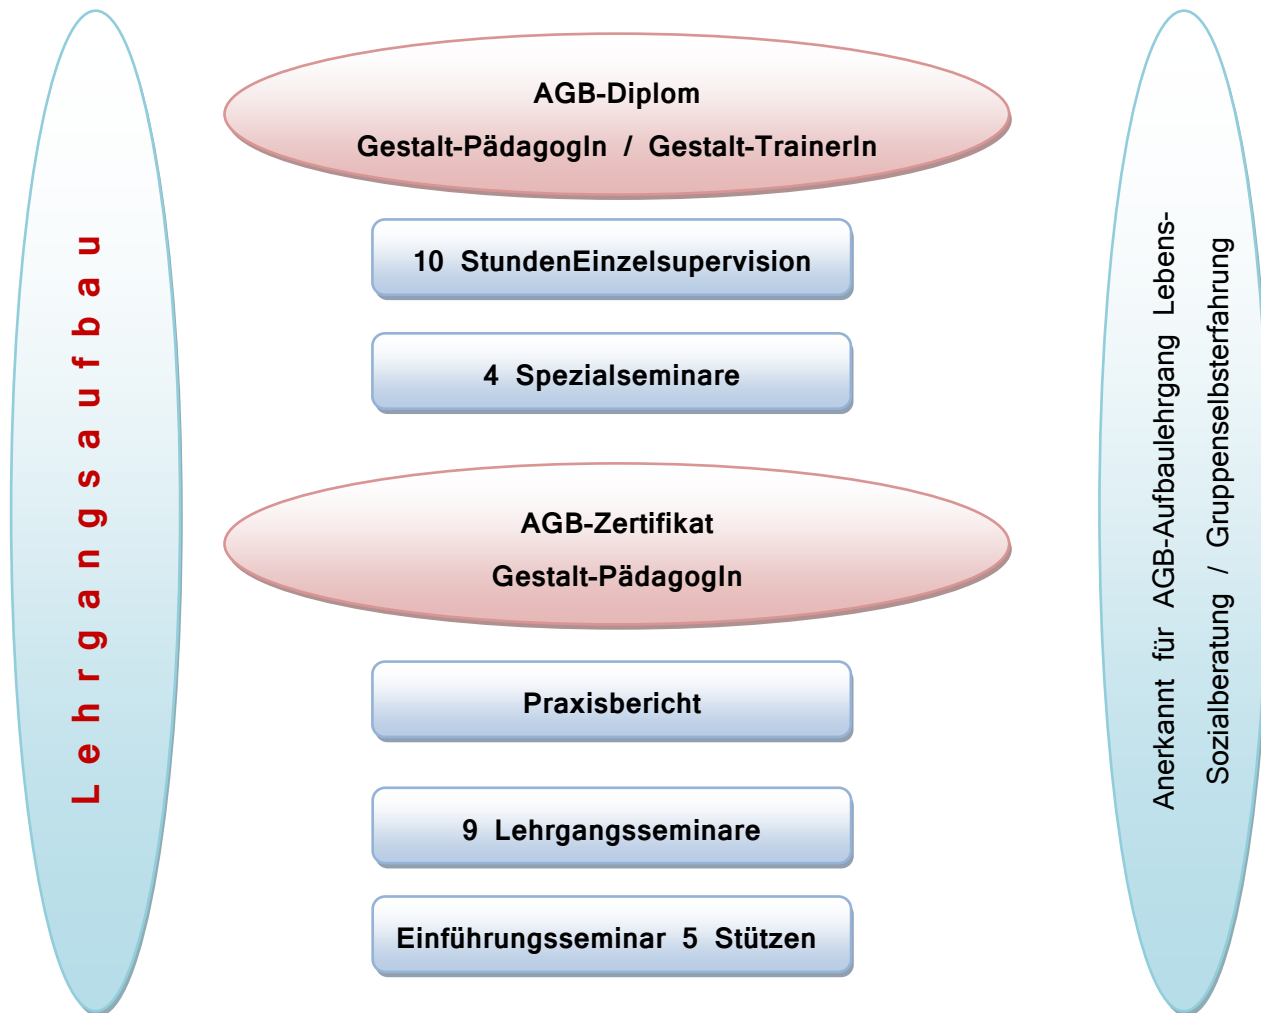 Lehrgangsaufbau
AGB-Diplom
Gestalt-PädagogIn / Gestalt-TrainerIn
10 StundenEinzelsupervision
4 Spezialseminare
AGB-Zertifikat
Gestalt-PädagogIn
Praxisbericht
9 Lehrgangsseminare
Einführungsseminar 5 Stützen
Anerkannt für AGB-Aufbaulehrgang Lebens-
Sozialberatung / Gruppenselbsterfahrung